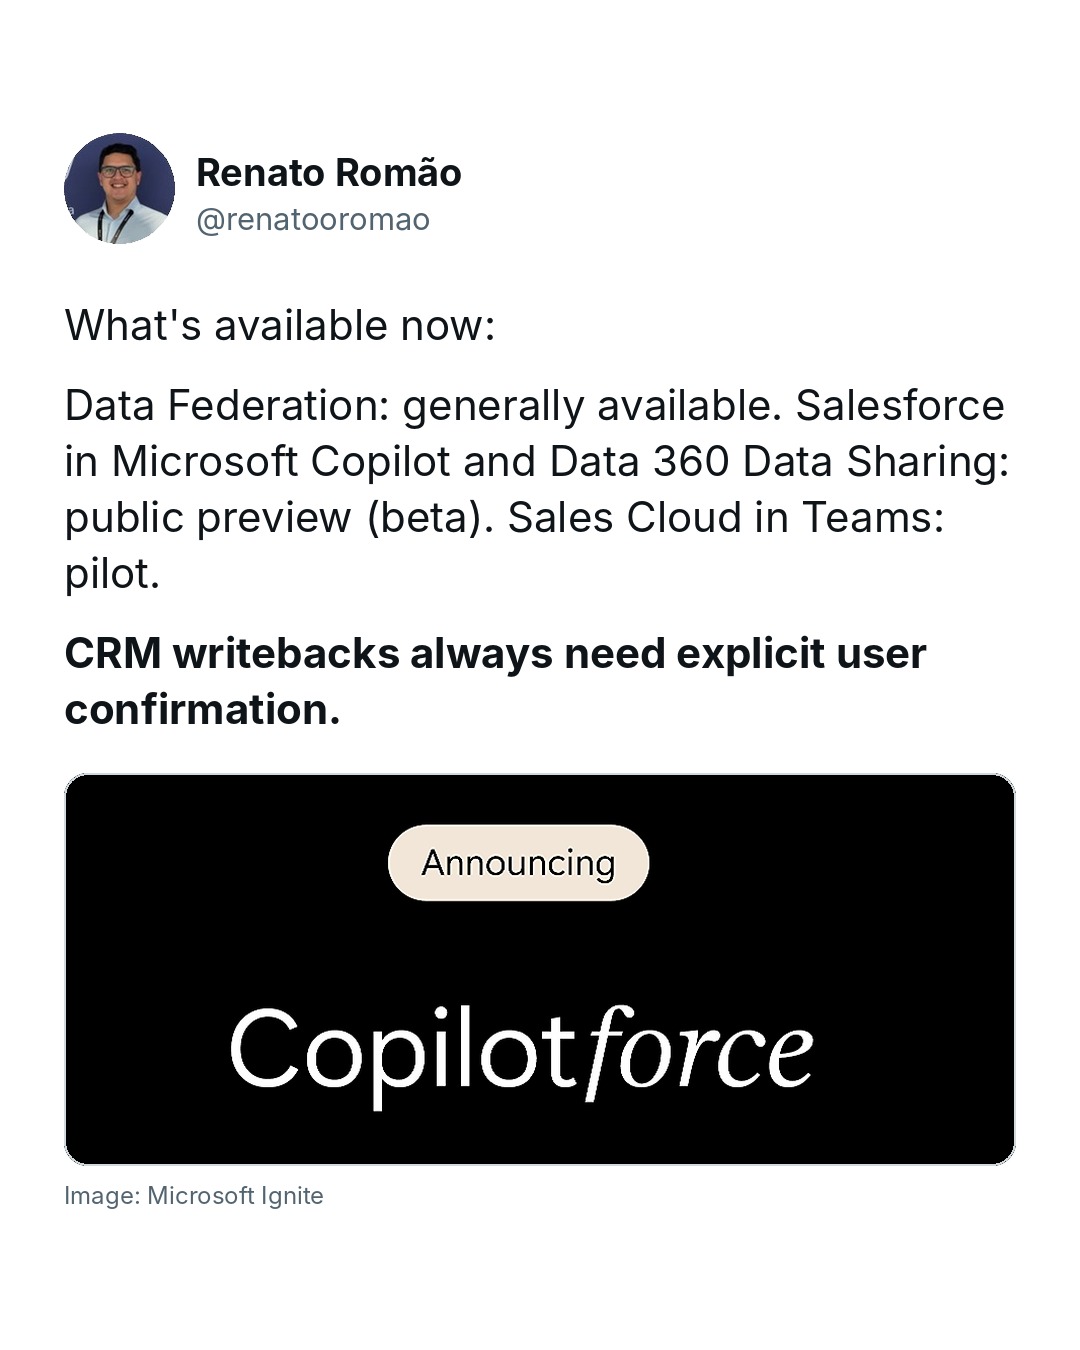 Renato Romão
@renatooromao
What's available now:
Data Federation: generally available. Salesforce
in Microsoft Copilot and Data 360 Data Sharing:
public preview (beta). Sales Cloud in Teams:
pilot.
CRM writebacks always need explicit user
confirmation.
Announcing
Copilotforce
Image: Microsoft Ignite